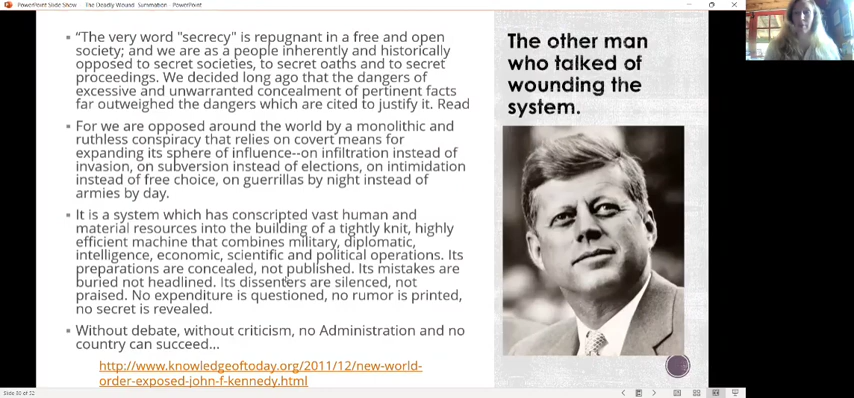 PowerPoint Slide Show - The Deadly Wound. Summation - PowerPoint
"The very word "secrecy" is repugnant in a free and open
society; and we are as a people inherently and historically
opposed to secret societies, to secret oaths and to secret
proceedings. We decided long ago that the dangers of
excessive and unwarranted concealment of pertinent facts
far outweighed the dangers which are cited to justify it. Read
For we are opposed around the world by a monolithic and
ruthless conspiracy that relies on covert means for
expanding its sphere of influence--on infiltration instead of
invasion, on subversion instead of elections, on intimidation
instead of free choice, on guerrillas by night instead of
armies by day.
It is a system which has conscripted vast human and
material resources into the building of a tightly knit, highly
efficient machine that combines military, diplomatic,
intelligence, economic, scientific and political operations. Its
preparations are concealed, not published. Its mistakes are
buried not headlined. Its dissenters are silenced, not
praised. No expenditure is questioned, no rumor is printed,
no secret is revealed.
Without debate, without criticism, no Administration and no
country can succeed...
http://www.knowledgeoftoday.org/2011/12/new-world-
order-exposed-john-f-kennedy.html
The other man
who talked of
wounding the
system.